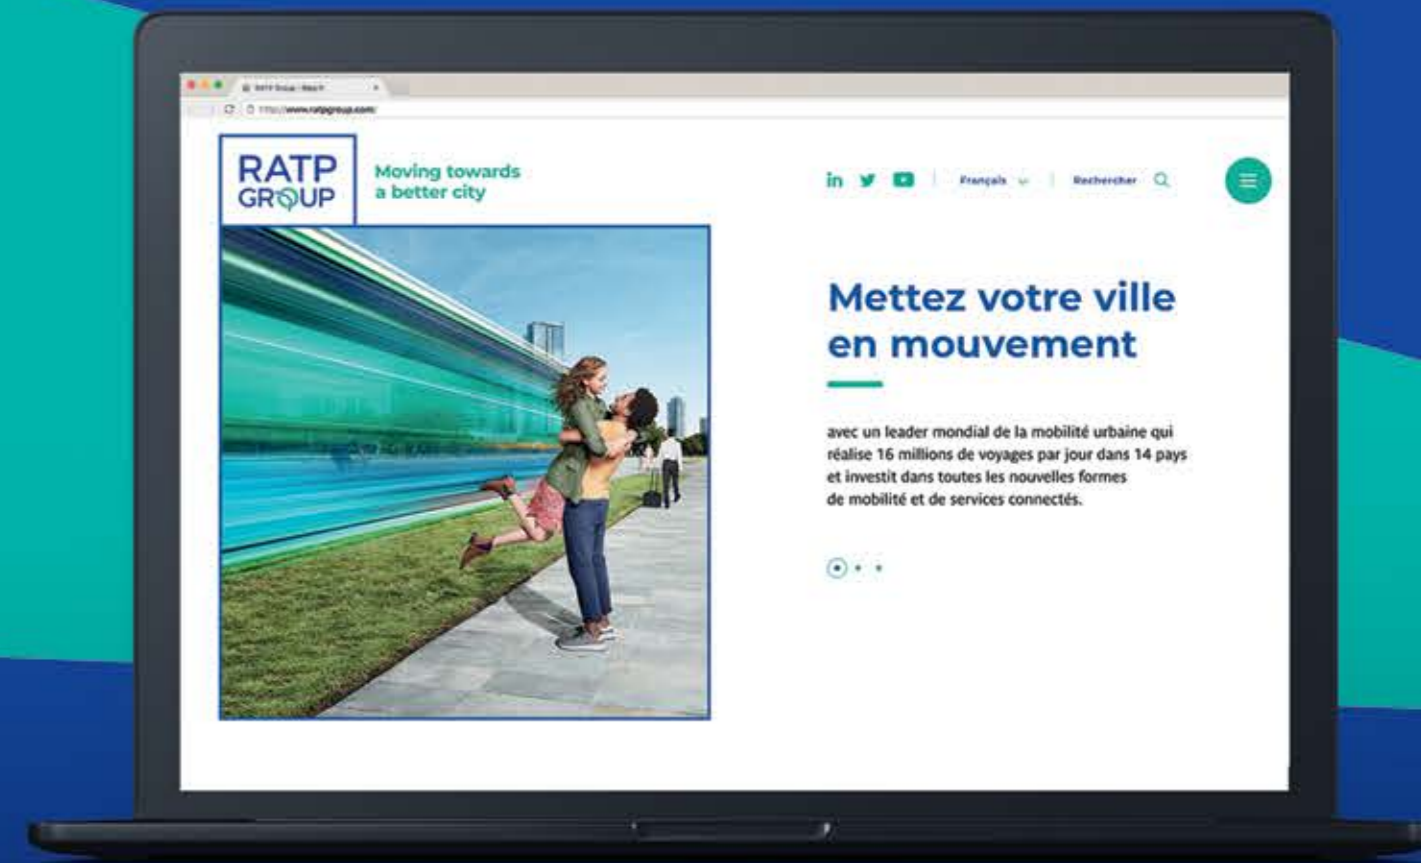 http://www.ratpgroup.com/
RATP
GROUP
Moving towards
a better city
Français
Rechercher
Mettez votre ville
en mouvement
avec un leader mondial de la mobilité urbaine qui
réalise 16 millions de voyages par jour dans 14 pays
et investit dans toutes les nouvelles formes
de mobilité et de services connectés.